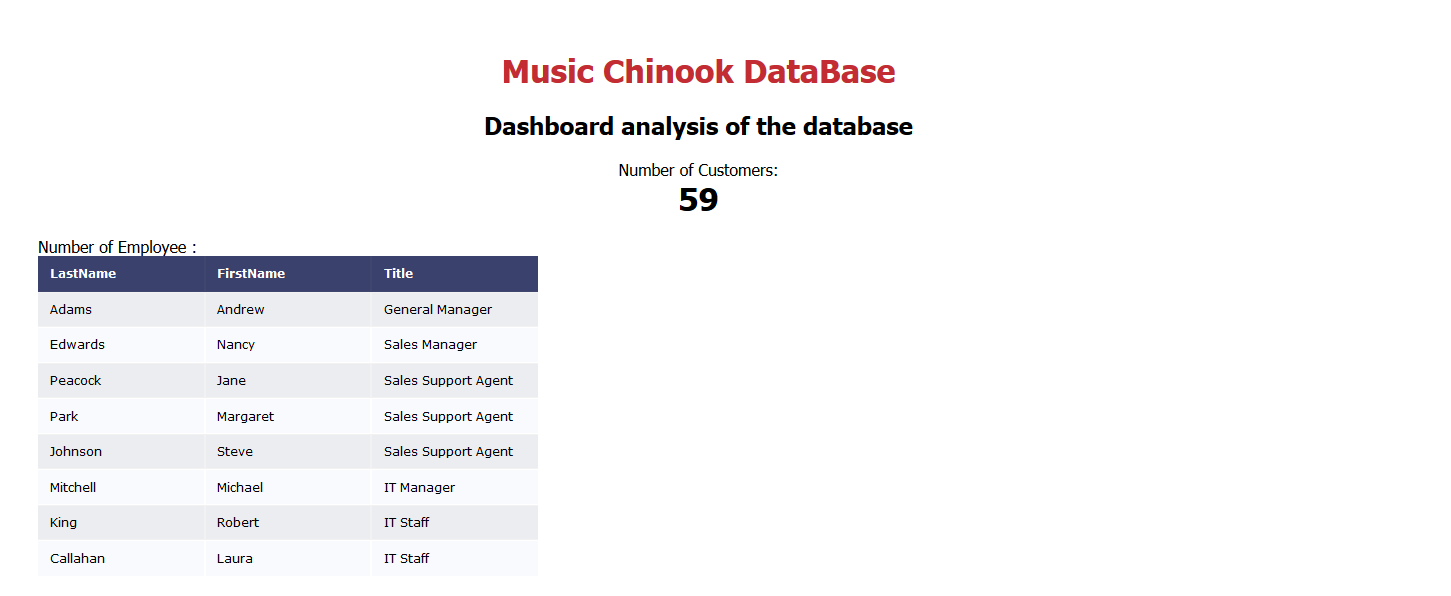 Music Chinook DataBase
Dashboard analysis of the database
Number of Customers:
59
Number of Employee :
LastName FirstName Title
Adams Andrew General Manager
Edwards Nancy Sales Manager
Peacock Jane Sales Support Agent
Park Margaret Sales Support Agent
Johnson Steve Sales Support Agent
Mitchell Michael IT Manager
King Robert IT Staff
Callahan Laura IT Staff